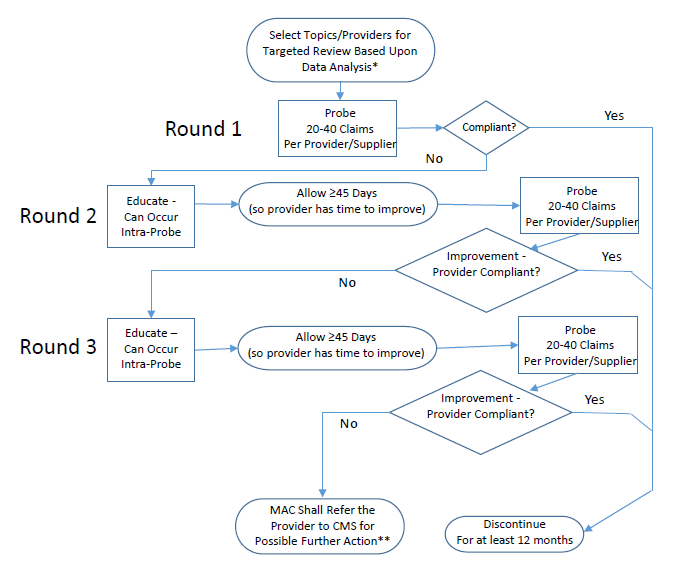 Select Topics/Providers for
Targeted Review Based Upon
Data Analysis*
Round 1
Probe
20-40 Claims
Per Provider/Supplier
Compliant?
Yes
No
Round 2
Educate -
Can Occur
Intra-Probe
Allow ≥45 Days
(so provider has time to improve)
Probe
20-40 Claims
Per Provider/Supplier
Improvement -
Provider Compliant?
Yes
No
Round 3
Educate –
Can Occur
Intra-Probe
Allow ≥45 Days
(so provider has time to improve)
Probe
20-40 Claims
Per Provider/Supplier
Improvement -
Provider Compliant?
Yes
No
MAC Shall Refer the
Provider to CMS for
Possible Further Action**
Discontinue
For at least 12 months